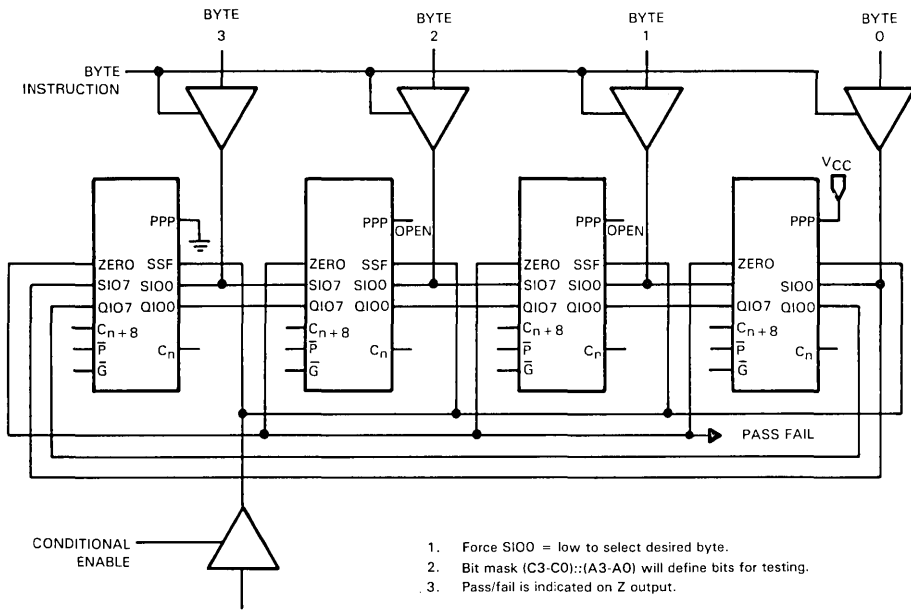 BYTE
3
BYTE
2
BYTE
1
BYTE
0
BYTE
INSTRUCTION
VCC
PPP
PPP
OPEN
PPP
OPEN
PPP
ZERO SSF
SIO7 SIO0
QIO7 QIO0
Cn+8
P̅ Cn
G̅
ZERO SSF
SIO7 SIO0
QIO7 QIO0
Cn+8
P̅ Cn
G̅
ZERO SSF
SIO7 SIO0
QIO7 QIO0
Cn+8
P̅ Cn
G̅
ZERO
SIO0
QIO7 QIO0
Cn+8
P̅ Cn
G̅
PASS FAIL
CONDITIONAL
ENABLE
1. Force SIO0 = low to select desired byte.
2. Bit mask (C3-C0)::(A3-A0) will define bits for testing.
3. Pass/fail is indicated on Z output.